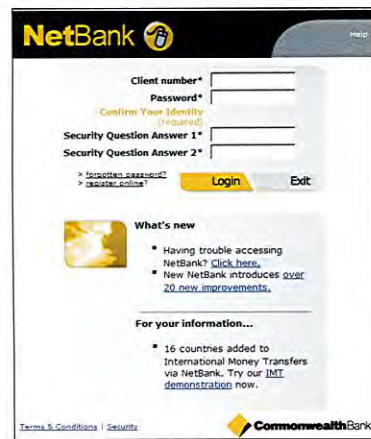 NetBank
Help
Client number*
Password*
Confirm Your Identity
(required)
Security Question Answer 1*
Security Question Answer 2*
> forgotten password?
> register online?
Login Exit
What's new
▪ Having trouble accessing
NetBank? Click here.
▪ New NetBank introduces over
20 new improvements.
For your information...
▪ 16 countries added to
International Money Transfers
via NetBank. Try our IMT
demonstration now.
Terms & Conditions | Security
CommonwealthBank